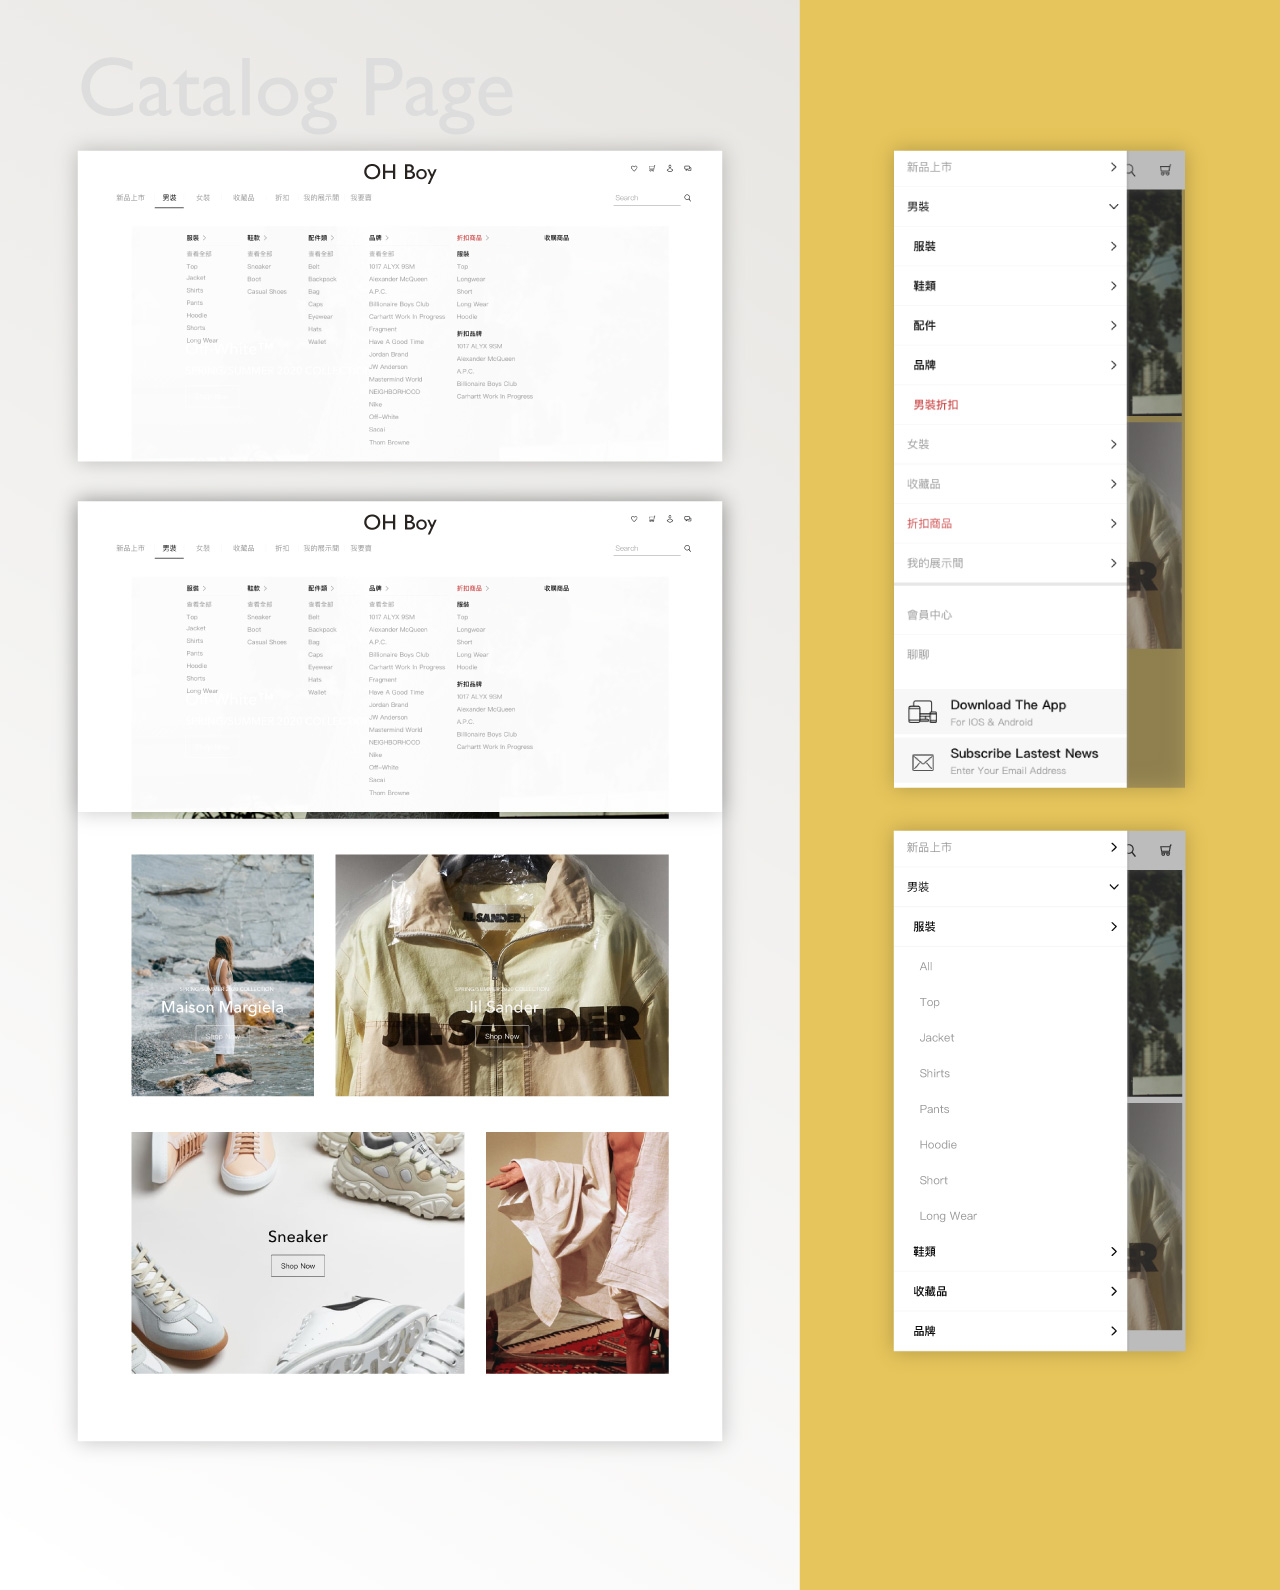 Catalog Page
OH Boy
新品上市 男裝 女裝 收藏品 折扣 我的展示間 我要賣 Search
服裝 鞋款 配件類 品牌 折扣商品 收購商品
查看全部 查看全部 查看全部 查看全部 服裝
Top Sneaker Belt 1017 ALYX 9SM Top
Jacket Boot Backpack Alexander McQueen Longwear
Shirts Casual Shoes Bag A.P.C. Short
Pants Caps Billionaire Boys Club Long Wear
Hoodie Eyewear Carhartt Work In Progress Hoodie
Shorts Hats Fragment 折扣品牌
Long Wear Wallet Have A Good Time 1017 ALYX 9SM
Jordan Brand Alexander McQueen
JW Anderson A.P.C.
Mastermind World Billionaire Boys Club
NEIGHBORHOOD Carhartt Work In Progress
Nike
Off-White
Sacai
Thom Browne
OH Boy
新品上市 男裝 女裝 收藏品 折扣 我的展示間 我要賣 Search
服裝 鞋款 配件類 品牌 折扣商品 收購商品
查看全部 查看全部 查看全部 查看全部 服裝
Top Sneaker Belt 1017 ALYX 9SM Top
Jacket Boot Backpack Alexander McQueen Longwear
Shirts Casual Shoes Bag A.P.C. Short
Pants Caps Billionaire Boys Club Long Wear
Hoodie Eyewear Carhartt Work In Progress Hoodie
Shorts Hats Fragment 折扣品牌
Long Wear Wallet Have A Good Time 1017 ALYX 9SM
Jordan Brand Alexander McQueen
JW Anderson A.P.C.
Mastermind World Billionaire Boys Club
NEIGHBORHOOD Carhartt Work In Progress
Nike
Off-White
Sacai
Thom Browne
Maison Margiela
Shop Now
JIL SANDER+
Jil Sander
JIL SANDER
Shop Now
Sneaker
Shop Now
新品上市
男裝
服裝
鞋類
配件
品牌
男裝折扣
女裝
收藏品
折扣商品
我的展示間
會員中心
聊聊
Download The App
For IOS & Android
Subscribe Lastest News
Enter Your Email Address
新品上市
男裝
服裝
All
Top
Jacket
Shirts
Pants
Hoodie
Short
Long Wear
鞋類
收藏品
品牌